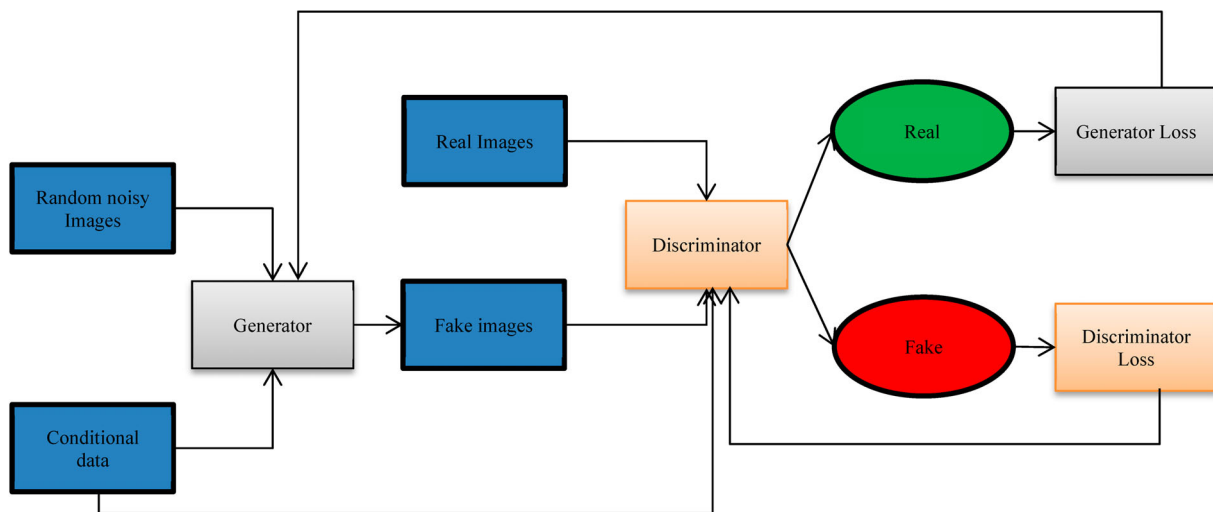 Random noisy
Images
Conditional
data
Generator
Real Images
Fake images
Discriminator
Real
Fake
Generator Loss
Discriminator
Loss